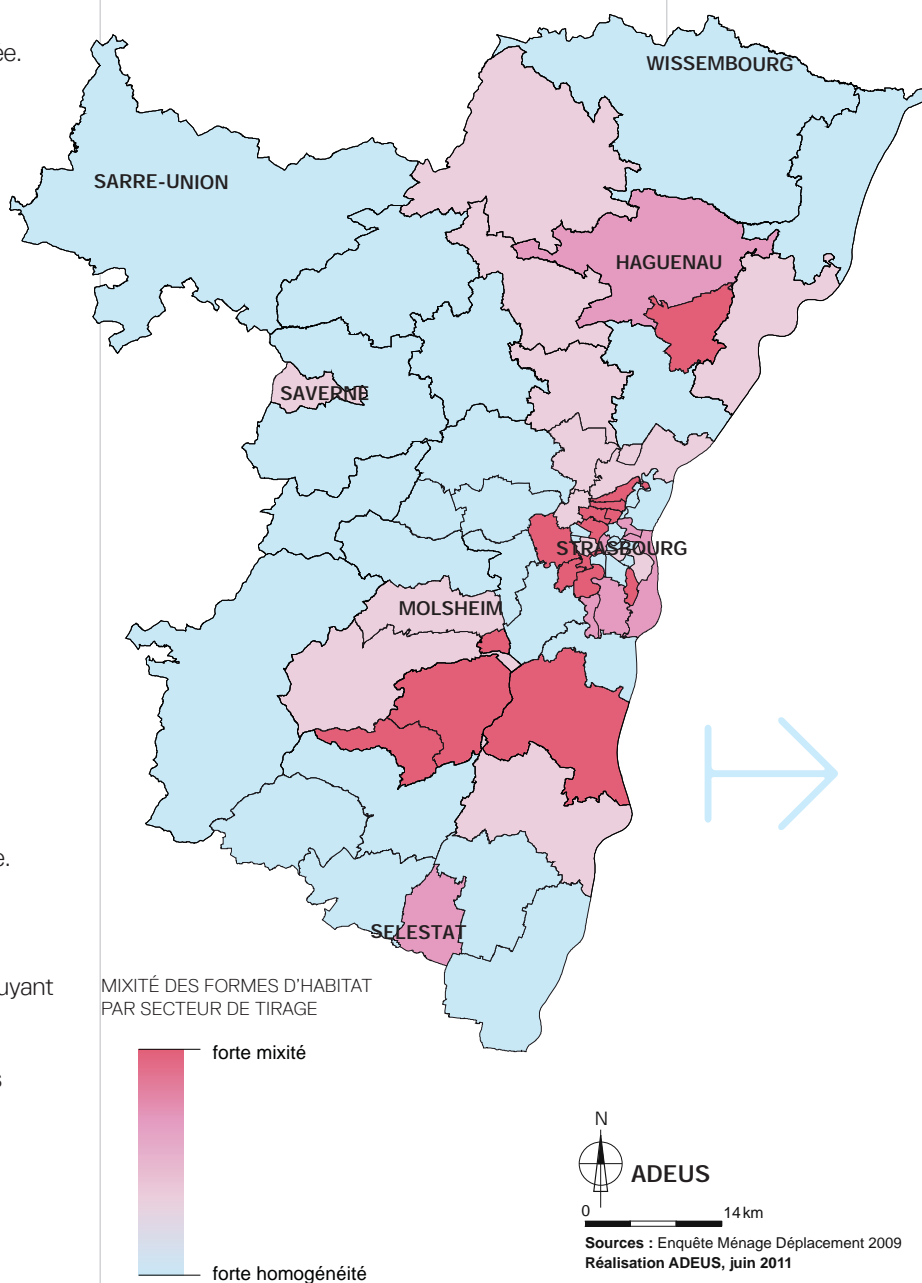 ée.
WISSEMBOURG
SARRE-UNION
HAGUENAU
SAVERNE
STRASBOURG
MOLSHEIM
e.
SELESTAT
uyant
s
MIXITÉ DES FORMES D'HABITAT
PAR SECTEUR DE TIRAGE
forte mixité
forte homogénéité
N
ADEUS
0 14 km
Sources : Enquête Ménage Déplacement 2009
Réalisation ADEUS, juin 2011